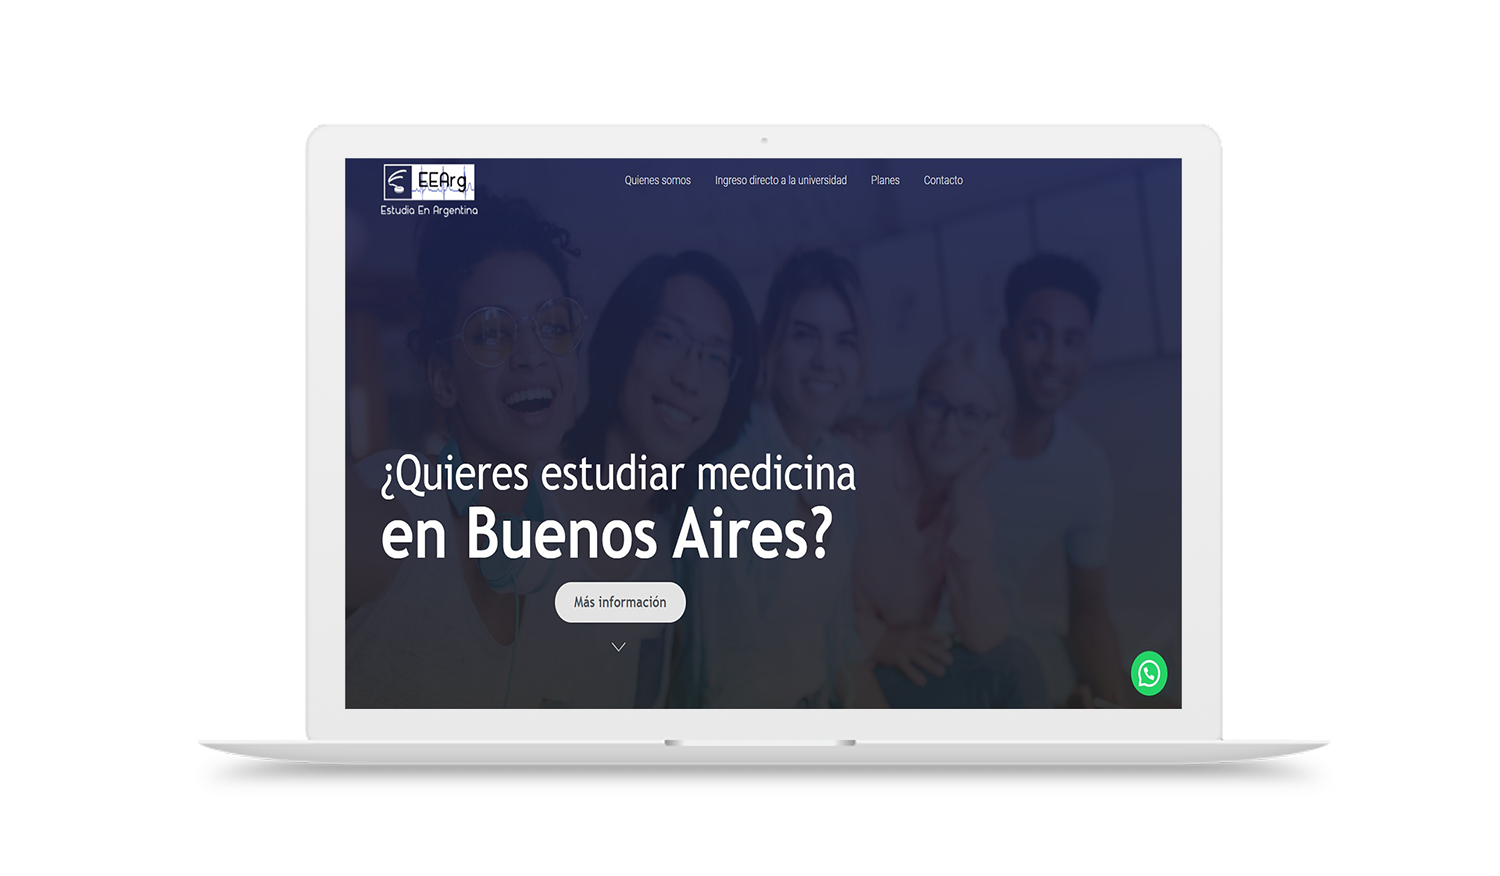 EEArg
Estudia En Argentina
Quienes somos
Ingreso directo a la universidad
Planes
Contacto
¿Quieres estudiar medicina
en Buenos Aires?
Más información